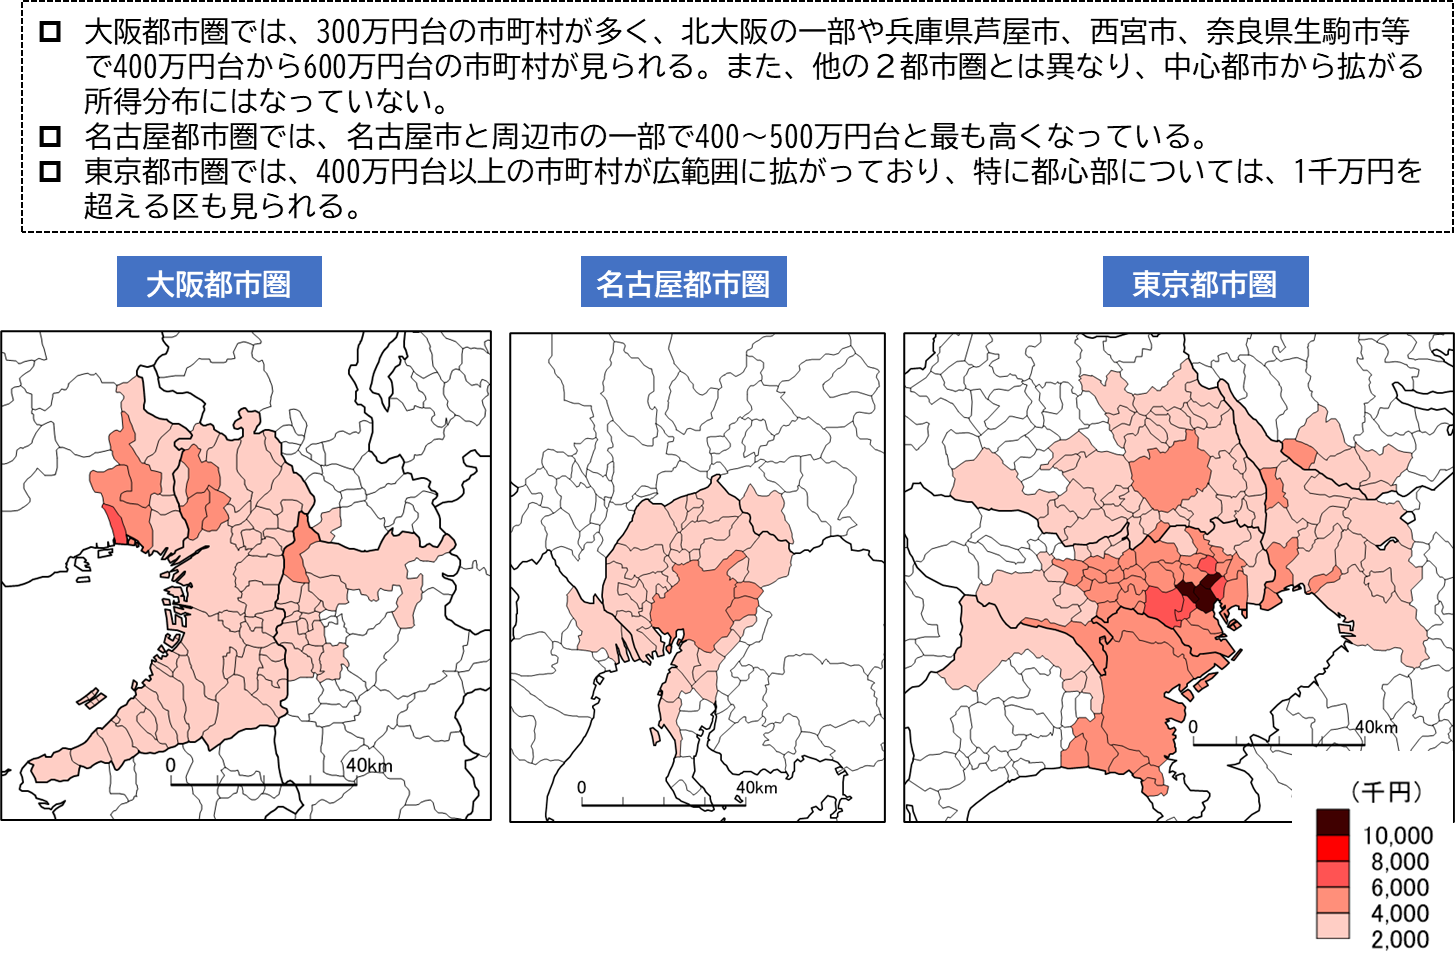 大阪都市圏では、300万円台の市町村が多く、北大阪の一部や兵庫県芦屋市、西宮市、奈良県生駒市等
で400万円台から600万円台の市町村が見られる。また、他の２都市圏とは異なり、中心都市から拡がる
所得分布にはなっていない。
名古屋都市圏では、名古屋市と周辺市の一部で400～500万円台と最も高くなっている。
東京都市圏では、400万円台以上の市町村が広範囲に拡がっており、特に都心部については、1千万円を
超える区も見られる。
大阪都市圏
名古屋都市圏
東京都市圏
0 40km
0 40km
0 40km
（千円）
10,000
8,000
6,000
4,000
2,000